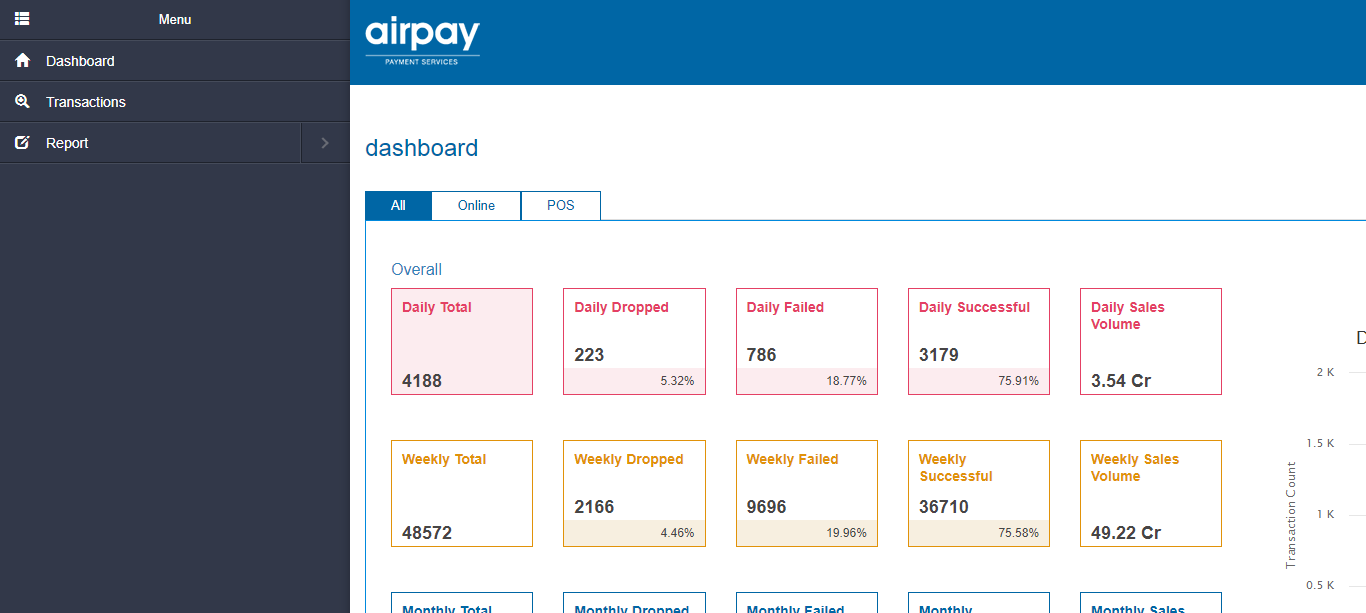 Menu
Dashboard
Transactions
Report
airpay
PAYMENT SERVICES
dashboard
All
Online
POS
Overall
Daily Total
4188
Daily Dropped
223
5.32%
Daily Failed
786
18.77%
Daily Successful
3179
75.91%
Daily Sales
Volume
3.54 Cr
Weekly Total
48572
Weekly Dropped
2166
4.46%
Weekly Failed
9696
19.96%
Weekly
Successful
36710
75.58%
Weekly Sales
Volume
49.22 Cr
Monthly Total
Monthly Dropped
Monthly Failed
Monthly
Monthly Sales
D
2 K
1.5 K
1 K
0.5 K
Transaction Count